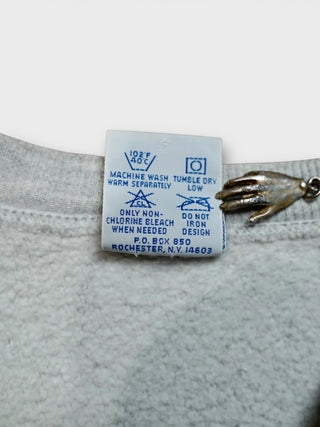 102°F
40°C
MACHINE WASH
WARM SEPARATELY
TUMBLE DRY
LOW
CL
ONLY NON-
CHLORINE BLEACH
WHEN NEEDED
DO NOT
IRON
DESIGN
P.O. BOX 850
ROCHESTER, N.Y. 14603